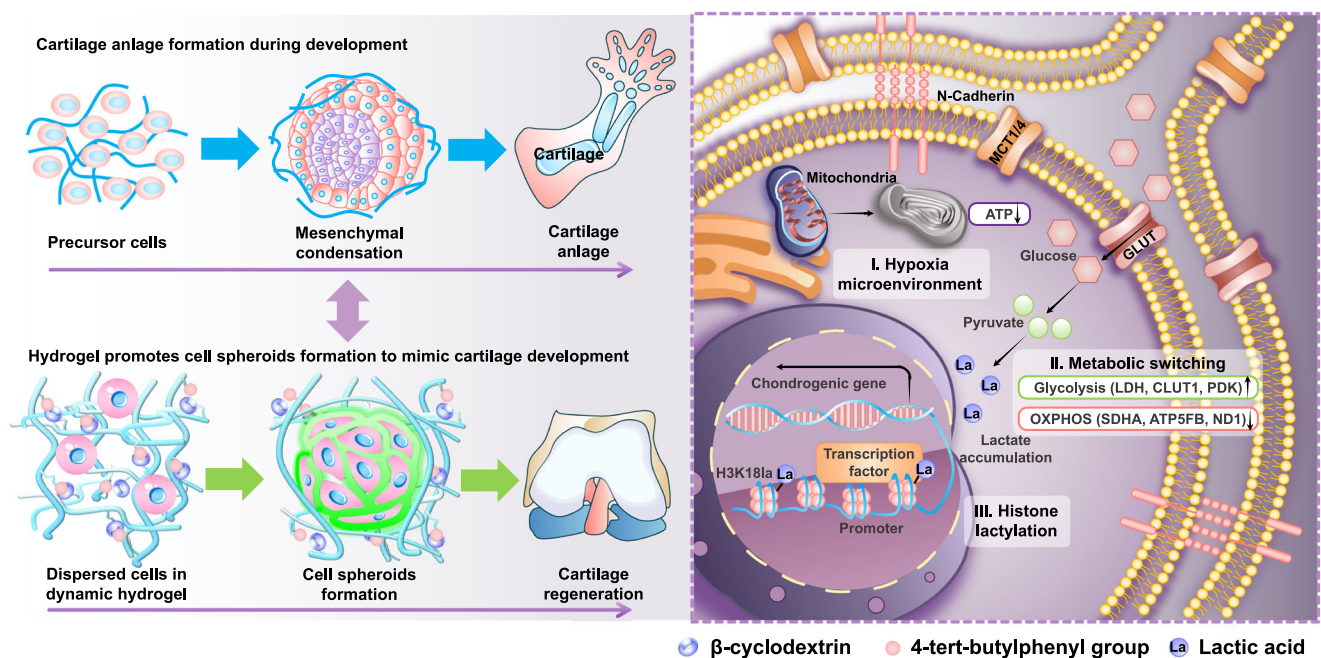 Cartilage anlage formation during development
Precursor cells
Mesenchymal
condensation
Cartilage
Cartilage
anlage
Hydrogel promotes cell spheroids formation to mimic cartilage development
Dispersed cells in
dynamic hydrogel
Cell spheroids
formation
Cartilage
regeneration
N-Cadherin
MCT1/4
Mitochondria
ATP
GLUT
Glucose
I. Hypoxia
microenvironment
Pyruvate
II. Metabolic switching
Glycolysis (LDH, CLUT1, PDK)
OXPHOS (SDHA, ATP5FB, ND1)
La
La
La
Lactate
accumulation
Chondrogenic gene
Transcription
factor
H3K18la
La
La
Promoter
III. Histone
lactylation
β-cyclodextrin
4-tert-butylphenyl group
La Lactic acid